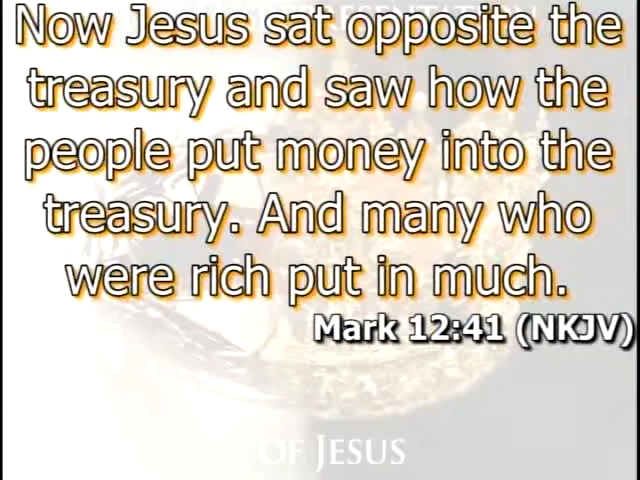 Now Jesus sat opposite the
treasury and saw how the
people put money into the
treasury. And many who
were rich put in much.
Mark 12:41 (NKJV)
OF JESUS